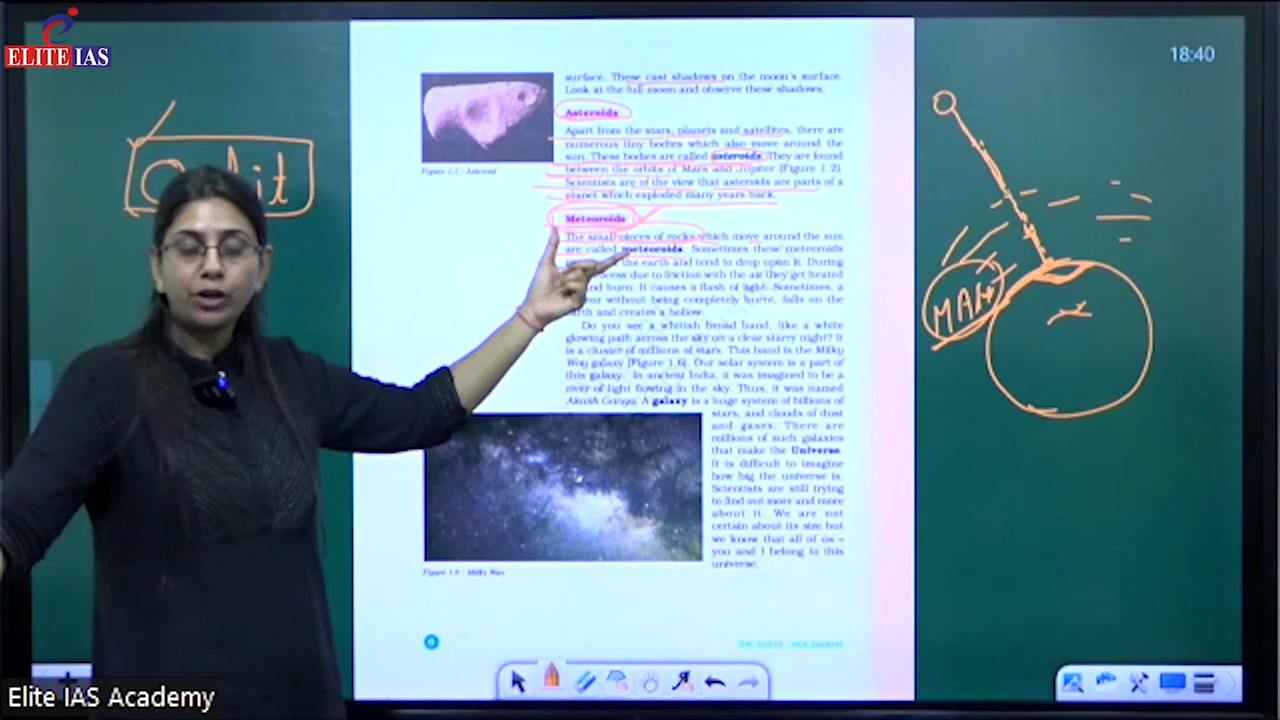 ELITE IAS
18:40
Orbit
surface. These cast shadows on the moon's surface.
Look at the full moon and observe these shadows.
Asteroids
Apart from the stars, planets and satellites, there are
numerous tiny bodies which also move around the
sun. These bodies are called asteroids. They are found
between the orbits of Mars and Jupiter (Figure 1.2).
Scientists are of the view that asteroids are parts of a
planet which exploded many years back.
Figure 1.5 : Asteroid
Meteoroids
The small pieces of rocks which move around the sun
are called meteoroids. Sometimes these meteoroids
the earth and tend to drop upon it. During
due to friction with the air they get heated
and burn. It causes a flash of light. Sometimes, a
without being completely burnt, falls on the
and creates a hollow.
Do you see a whitish broad band, like a white
glowing path across the sky on a clear starry night? It
is a cluster of millions of stars. This band is the Milky
Way galaxy (Figure 1.6). Our solar system is a part of
this galaxy. In ancient India, it was imagined to be a
river of light flowing in the sky. Thus, it was named
Akash Ganga. A galaxy is a huge system of billions of
stars, and clouds of dust
and gases. There are
millions of such galaxies
that make the Universe.
It is difficult to imagine
how big the universe is.
Scientists are still trying
to find out more and more
about it. We are not
certain about its size but
we know that all of us –
you and I belong to this
universe.
Figure 1.6 : Milky Way
THE EARTH : OUR HABITAT
Elite IAS Academy